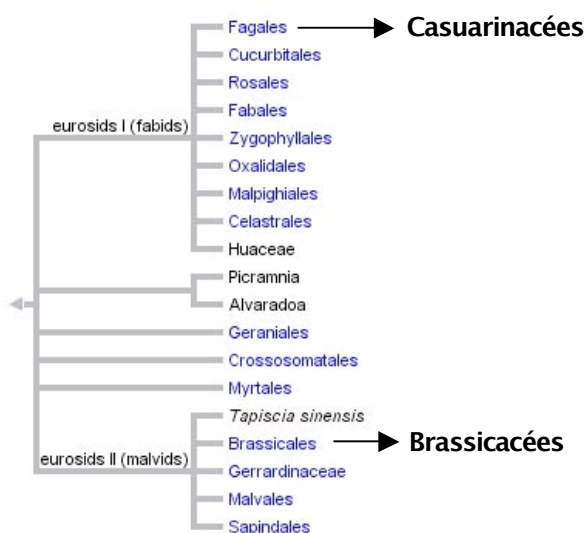 Fagales Casuarinacées
Cucurbitales
Rosales
Fabales
eurosids I (fabids)
Zygophyllales
Oxalidales
Malpighiales
Celastrales
Huaceae
Picramnia
Alvaradoa
Geraniales
Crossosomatales
Myrtales
Tapiscia sinensis
Brassicales Brassicacées
eurosids II (malvids)
Gerrardinaceae
Malvales
Sapindales